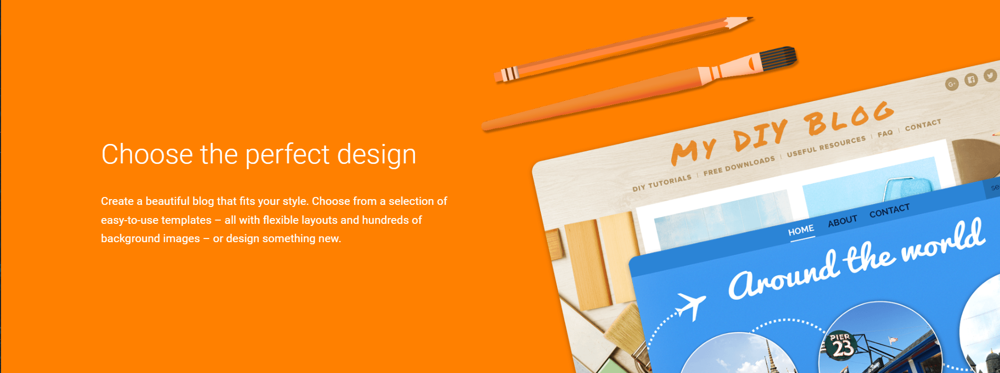 Choose the perfect design
Create a beautiful blog that fits your style. Choose from a selection of
easy-to-use templates – all with flexible layouts and hundreds of
background images – or design something new.
G+
My DIY Blog
DIY TUTORIALS | FREE DOWNLOADS | USEFUL RESOURCES | FAQ | CONTACT
HOME ABOUT CONTACT
Around the world
PIER
23